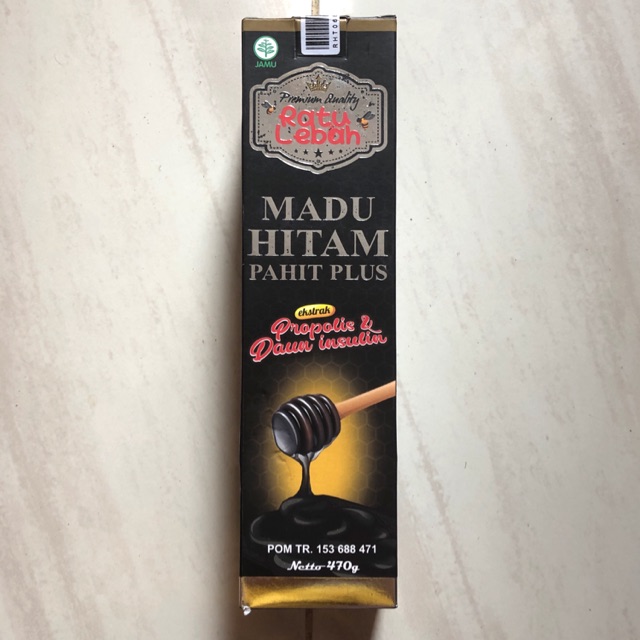 JAMU
Premium Quality
Ratu
Lebah
MADU
HITAM
PAHIT PLUS
ekstrak
Propolis &
Daun insulin
POM TR. 153 688 471
Netto 470g